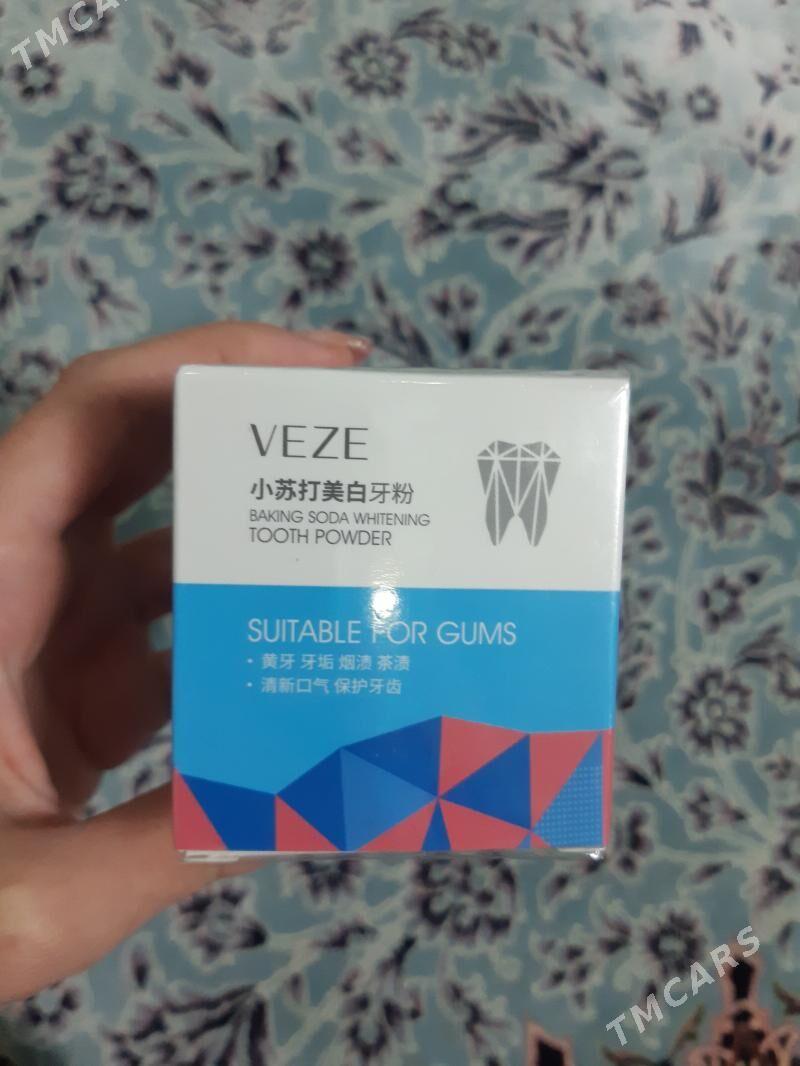 TMCARS
VEZE
小苏打美白牙粉
BAKING SODA WHITENING
TOOTH POWDER
SUITABLE FOR GUMS
· 黄牙 牙垢 烟渍 茶渍
· 清新口气 保护牙齿
TMCARS